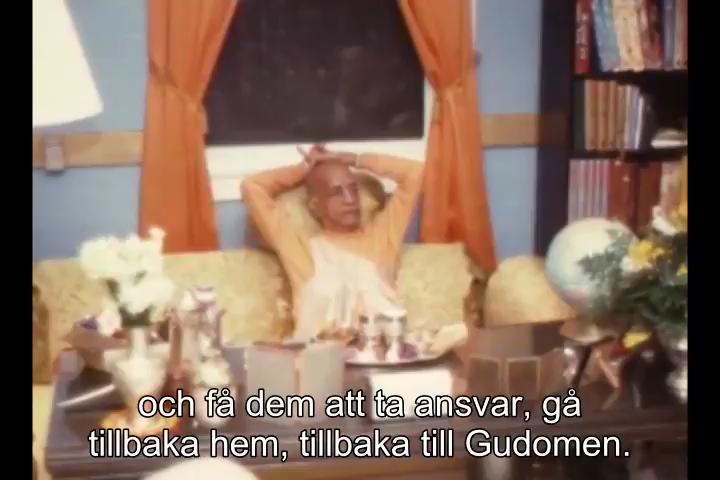 och få dem att ta ansvar, gå
tillbaka hem, tillbaka till Gudomen.